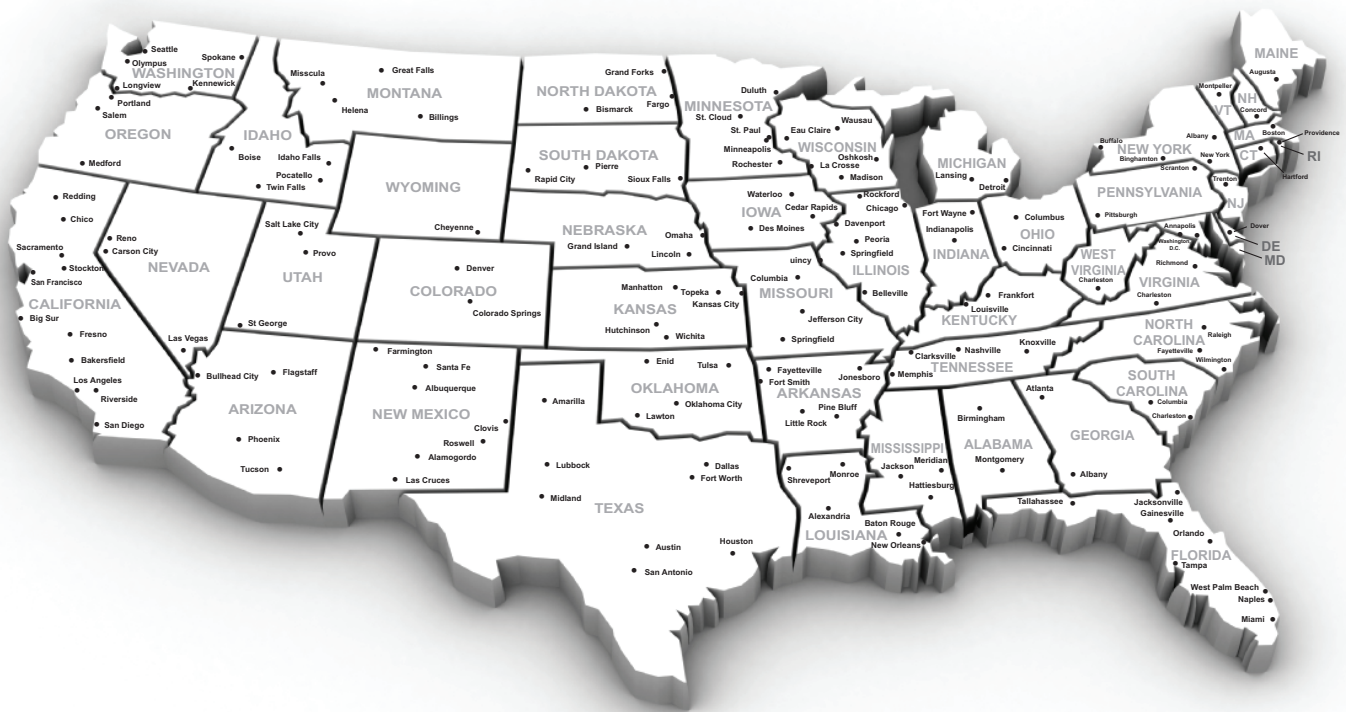 Seattle
Spokane
Olympus
WASHINGTON
Longview
Kennewick
Portland
Salem
OREGON
Medford
Misscula
Great Falls
MONTANA
Helena
Billings
IDAHO
Boise
Idaho Falls
Pocatello
Twin Falls
WYOMING
Cheyenne
Redding
Chico
Sacramento
Stockton
San Francisco
CALIFORNIA
Big Sur
Fresno
Bakersfield
Los Angeles
Riverside
San Diego
Reno
Carson City
NEVADA
Las Vegas
Salt Lake City
Provo
UTAH
St George
Denver
COLORADO
Colorado Springs
Bullhead City
Flagstaff
ARIZONA
Phoenix
Tucson
Farmington
Santa Fe
Albuquerque
NEW MEXICO
Clovis
Roswell
Alamogordo
Las Cruces
Grand Forks
NORTH DAKOTA
Fargo
Bismarck
SOUTH DAKOTA
Pierre
Rapid City
Sioux Falls
NEBRASKA
Omaha
Grand Island
Lincoln
Manhattan
Topeka
Kansas City
KANSAS
Hutchinson
Wichita
Enid
Tulsa
OKLAHOMA
Oklahoma City
Lawton
Amarilla
Lubbock
Dallas
Fort Worth
Midland
TEXAS
Austin
Houston
San Antonio
Duluth
MINNESOTA
St. Cloud
St. Paul
Minneapolis
Rochester
Wausau
Eau Claire
WISCONSIN
Oshkosh
La Crosse
Madison
Waterloo
Cedar Rapids
IOWA
Des Moines
Rockford
Chicago
Davenport
Peoria
Springfield
uincy
ILLINOIS
Belleville
Columbia
MISSOURI
Jefferson City
Springfield
Fayetteville
Fort Smith
Jonesboro
ARKANSAS
Pine Bluff
Little Rock
Shreveport
Monroe
Alexandria
Baton Rouge
LOUISIANA
New Orleans
MISSISSIPPI
Meridian
Jackson
Hattiesburg
MICHIGAN
Lansing
Detroit
Fort Wayne
Indianapolis
INDIANA
Columbus
OHIO
Cincinnati
Frankfort
Louisville
KENTUCKY
Clarksville
Nashville
Knoxville
TENNESSEE
Memphis
Birmingham
ALABAMA
Montgomery
Atlanta
GEORGIA
Albany
Tallahassee
Jacksonville
Gainesville
Orlando
FLORIDA
Tampa
West Palm Beach
Naples
Miami
MAINE
Augusta
Montpeller
VT
NH
Concord
MA
Boston
Providence
CT
RI
Hartford
Buffalo
Albany
NEW YORK
Binghamton
New York
Scranton
PENNSYLVANIA
Pittsburgh
Trenton
NJ
Dover
DE
MD
Annapolis
Washington
D.C.
WEST
VIRGINIA
Charleston
Richmond
VIRGINIA
Charleston
NORTH
CAROLINA
Raleigh
Fayetteville
Wilmington
SOUTH
CAROLINA
Columbia
Charleston